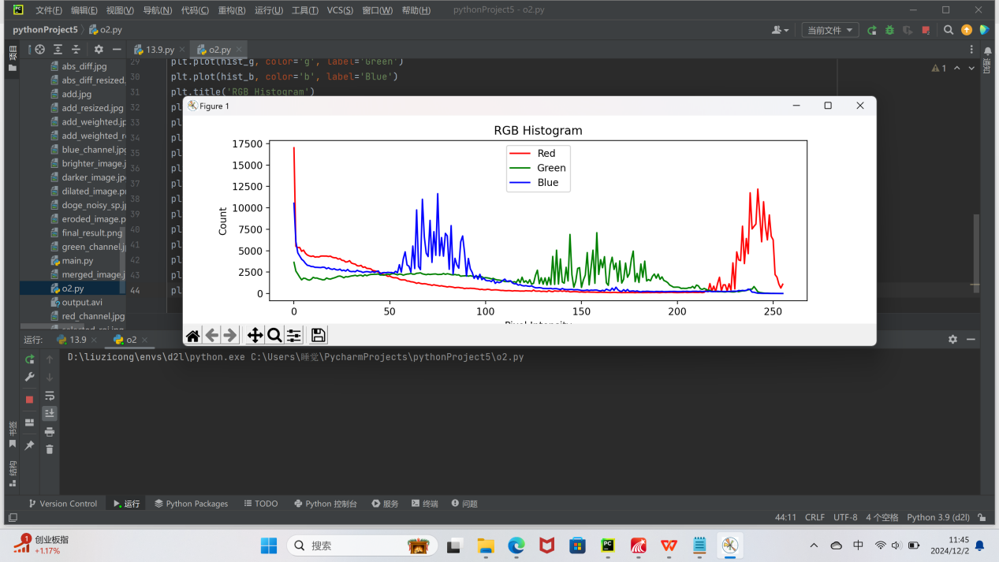 文件(F) 编辑(E) 视图(V) 导航(N) 代码(C) 重构(R) 运行(U) 工具(T) VCS(S) 窗口(W) 帮助(H) pythonProject5 - o2.py
pythonProject5 o2.py 当前文件
项目 13.9.py o2.py
通知
abs_diff.jpg
abs_diff_resized.
add.jpg
add_resized.jpg
add_weighted.jp
add_weighted_r
blue_channel.jpg
brighter_image.j
darker_image.jp
dilated_image.p
doge_noisy_sp.j
eroded_image.p
final_result.png
green_channel.j
main.py
merged_image.j
o2.py
output.avi
red_channel.jpg
29 plt.plot(hist_g, color='g', label='Green')
30 plt.plot(hist_b, color='b', label='Blue')
31 plt.title('RGB Histogram')
32 pl
33 pl
34 pl
35 pl
36 pl
37 pl
38 pl
39 pl
40 pl
41 pl
42 pl
43 pl
44 pl
1
Figure 1
RGB Histogram
Red
Green
Blue
Count
17500
15000
12500
10000
7500
5000
2500
0
0 50 100 150 200 250
Pixel Intensity
运行: 13.9 o2
D:\liuzicong\envs\d2l\python.exe C:\Users\睡觉\PycharmProjects\pythonProject5\o2.py
书签
结构
Version Control 运行 Python Packages TODO Python 控制台 服务 终端 问题
44:11 CRLF UTF-8 4 个空格 Python 3.9 (d2l)
1 创业板指
+1.17%
搜索
中
11:45
2024/12/2